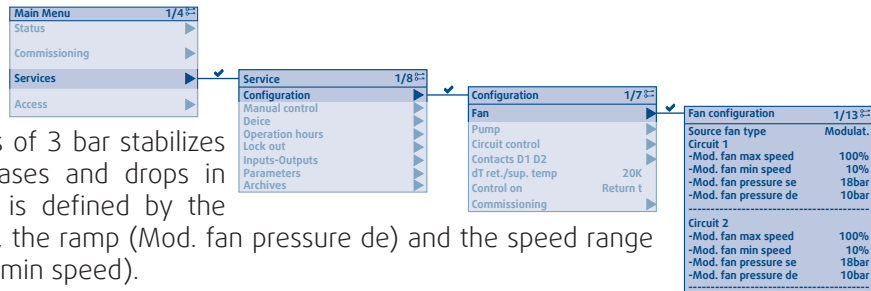 Main Menu 1/4
Status
Commissioning
Services
Access
Service 1/8
Configuration
Manual control
Deice
Operation hours
Lock out
Inputs-Outputs
Parameters
Archives
Configuration 1/7
Fan
Pump
Circuit control
Contacts D1 D2
dT ret./sup. temp 20K
Control on Return t
Commissioning
Fan configuration 1/13
Source fan type Modulat.
Circuit 1
-Mod. fan max speed 100%
-Mod. fan min speed 10%
-Mod. fan pressure se 18bar
-Mod. fan pressure de 10bar
----------------------------------------
Circuit 2
-Mod. fan max speed 100%
-Mod. fan min speed 10%
-Mod. fan pressure se 18bar
-Mod. fan pressure de 10bar
----------------------------------------
s of 3 bar stabilizes
ases and drops in
is defined by the
, the ramp (Mod. fan pressure de) and the speed range
min speed).